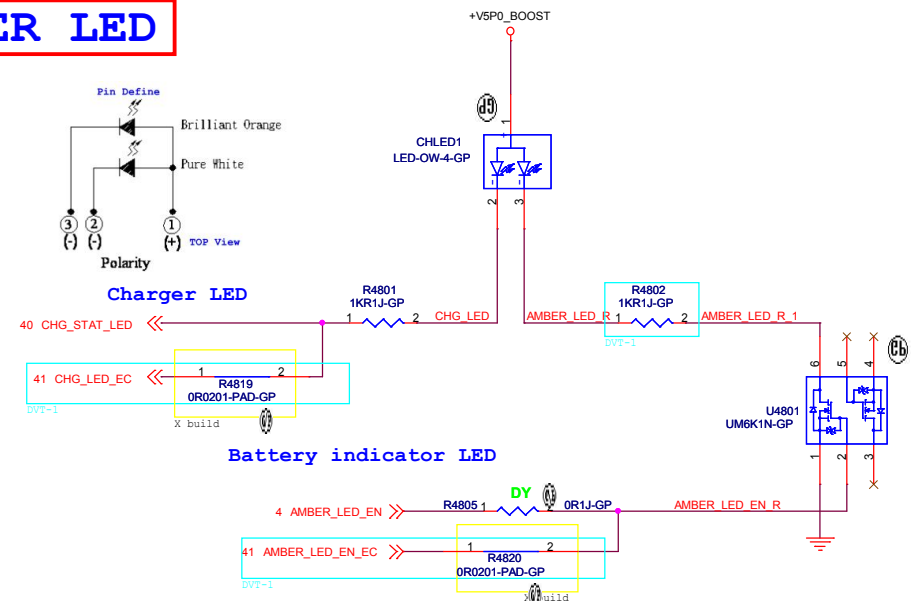 ER LED
+V5P0_BOOST
Pin Define
Brilliant Orange
Pure White
3 2 1
(-) (-) (+) TOP View
Polarity
GP
1
CHLED1
LED-OW-4-GP
+
- -
2 3
Charger LED
R4801
1KR1J-GP
40 CHG_STAT_LED
1 2
CHG_LED
AMBER_LED_R
R4802
1KR1J-GP
1 2
AMBER_LED_R_1
DVT-1
41 CHG_LED_EC
1 2
R4819
0R0201-PAD-GP
DVT-1
X build
6 5 4
U4801
UM6K1N-GP
1 2 3
Battery indicator LED
DY
4 AMBER_LED_EN
R4805 1 2 0R1J-GP
AMBER_LED_EN_R
41 AMBER_LED_EN_EC
1 2
R4820
0R0201-PAD-GP
DVT-1